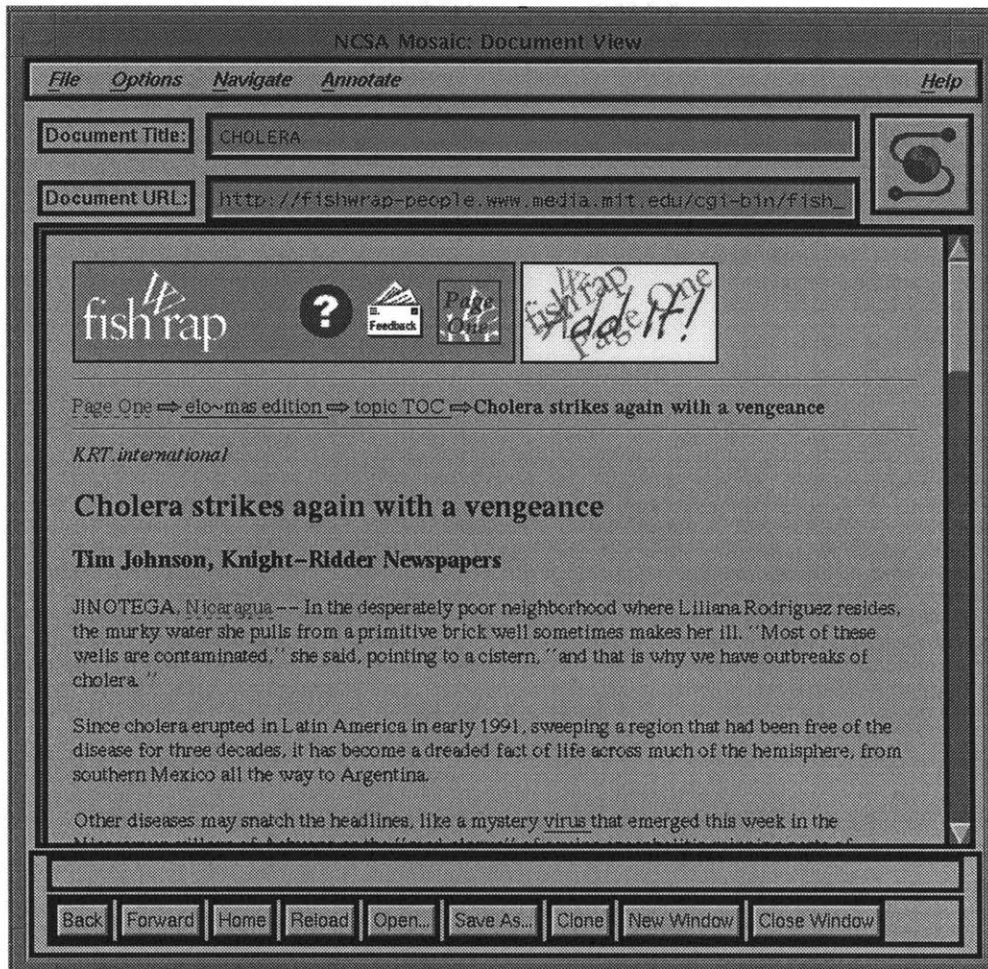 NCSA Mosaic: Document View
File Options Navigate Annotate Help
Document Title: CHOLERA
Document URL: http://fishwrap-people.www.media.mit.edu/cgi-bin/fish_
fishWrap ? Feedback Page One fishWrap Page One Add It!
Page One ⇒ elo~mas edition ⇒ topic TOC ⇒ Cholera strikes again with a vengeance
KRT.international
Cholera strikes again with a vengeance
Tim Johnson, Knight-Ridder Newspapers
JINOTEGA, Nicaragua -- In the desperately poor neighborhood where Liliana Rodriguez resides,
the murky water she pulls from a primitive brick well sometimes makes her ill. ``Most of these
wells are contaminated,'' she said, pointing to a cistern, ``and that is why we have outbreaks of
cholera. ''
Since cholera erupted in Latin America in early 1991, sweeping a region that had been free of the
disease for three decades, it has become a dreaded fact of life across much of the hemisphere, from
southern Mexico all the way to Argentina.
Other diseases may snatch the headlines, like a mystery virus that emerged this week in the
Back Forward Home Reload Open... Save As... Clone New Window Close Window